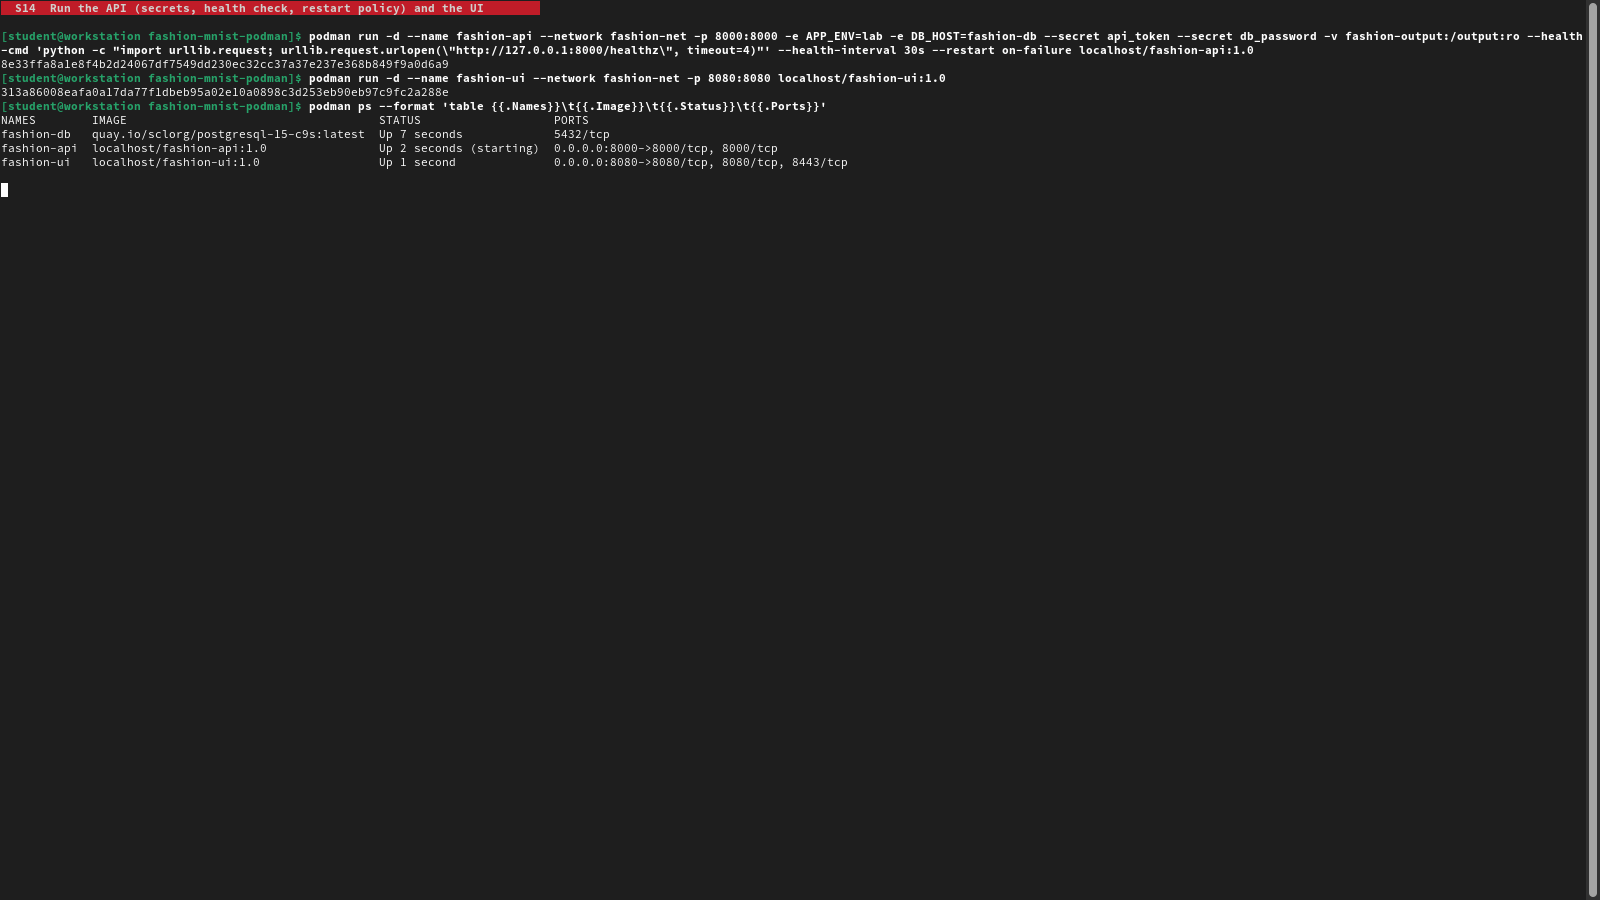 S14  Run the API (secrets, health check, restart policy) and the UI
[student@workstation fashion-mnist-podman]$ podman run -d --name fashion-api --network fashion-net -p 8000:8000 -e APP_ENV=lab -e DB_HOST=fashion-db --secret api_token --secret db_password -v fashion-output:/output:ro --health
-cmd 'python -c "import urllib.request; urllib.request.urlopen(\"http://127.0.0.1:8000/healthz\", timeout=4)"' --health-interval 30s --restart on-failure localhost/fashion-api:1.0
8e33ffa8a1e8f4b2d24067df7549dd230ec32cc37a37e237e368b849f9a0d6a9
[student@workstation fashion-mnist-podman]$ podman run -d --name fashion-ui --network fashion-net -p 8080:8080 localhost/fashion-ui:1.0
313a86008eafa0a17da77f1dbeb95a02e10a0898c3d253eb90eb97c9fc2a288e
[student@workstation fashion-mnist-podman]$ podman ps --format 'table {{.Names}}\t{{.Image}}\t{{.Status}}\t{{.Ports}}'
NAMES        IMAGE                                    STATUS                   PORTS
fashion-db   quay.io/sclorg/postgresql-15-c9s:latest  Up 7 seconds             5432/tcp
fashion-api  localhost/fashion-api:1.0                Up 2 seconds (starting)  0.0.0.0:8000->8000/tcp, 8000/tcp
fashion-ui   localhost/fashion-ui:1.0                 Up 1 second              0.0.0.0:8080->8080/tcp, 8080/tcp, 8443/tcp